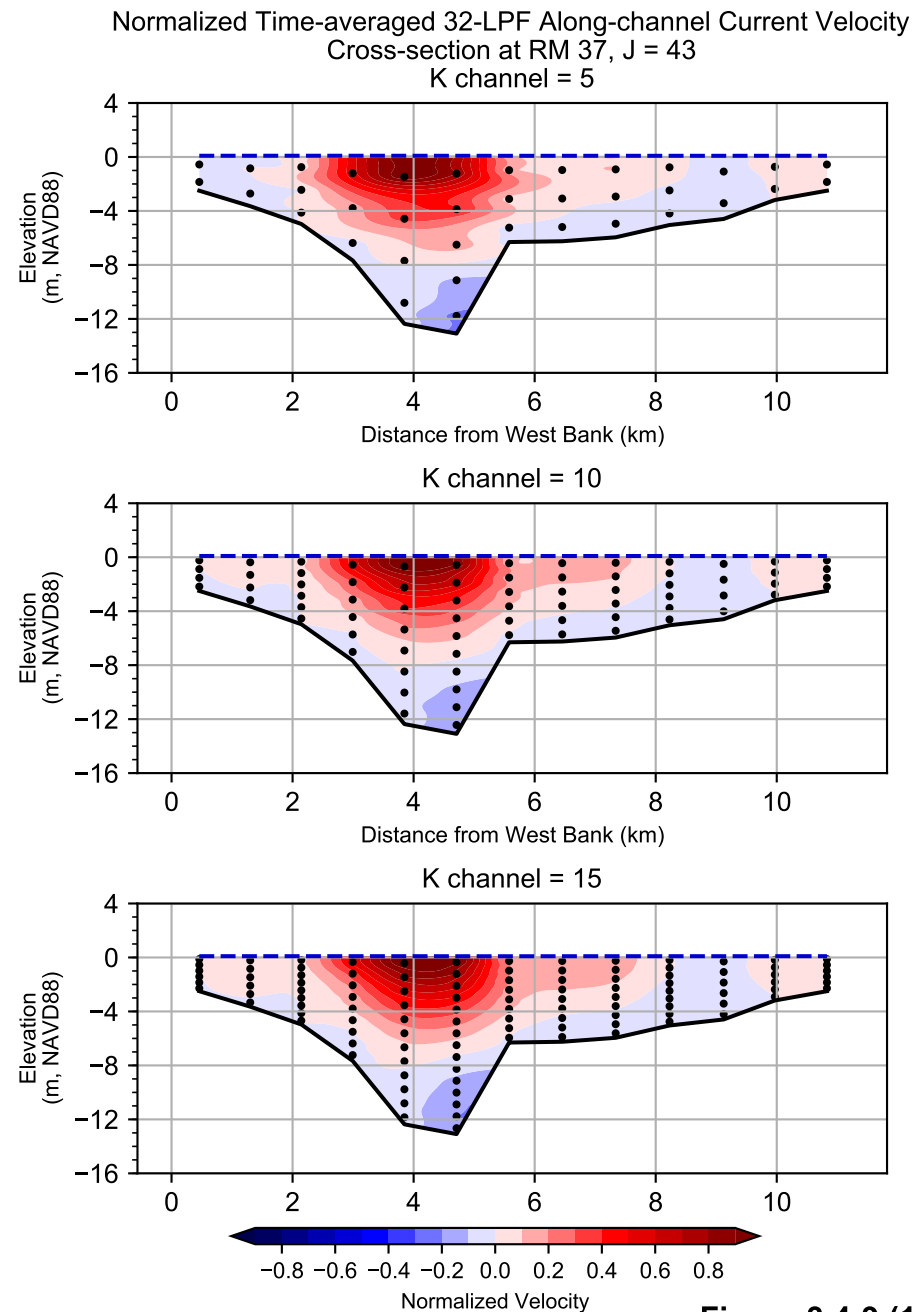 Normalized Time-averaged 32-LPF Along-channel Current Velocity
Cross-section at RM 37, J = 43
K channel = 5
4
0
−4
−8
−12
−16
Elevation
(m, NAVD88)
0 2 4 6 8 10
Distance from West Bank (km)
K channel = 10
4
0
−4
−8
−12
−16
Elevation
(m, NAVD88)
0 2 4 6 8 10
Distance from West Bank (km)
K channel = 15
4
0
−4
−8
−12
−16
Elevation
(m, NAVD88)
0 2 4 6 8 10
−0.8 −0.6 −0.4 −0.2 0.0 0.2 0.4 0.6 0.8
Normalized Velocity